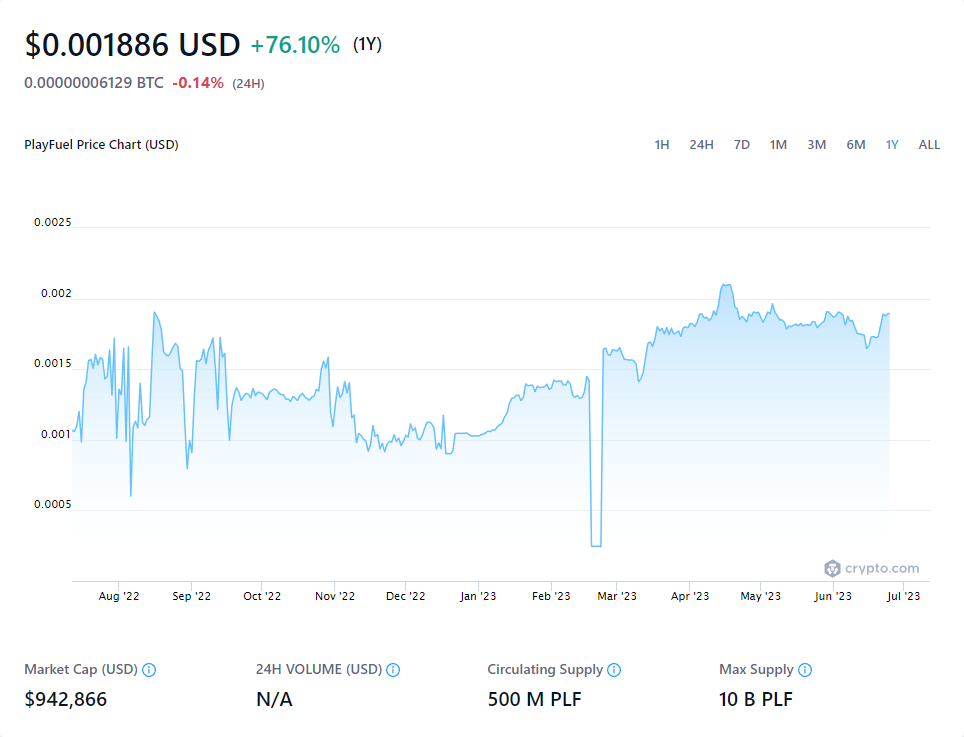 $0.001886 USD +76.10% (1Y)
0.00000006129 BTC -0.14% (24H)
PlayFuel Price Chart (USD) 1H 24H 7D 1M 3M 6M 1Y ALL
0.0025
0.002
0.0015
0.001
0.0005
crypto.com
Aug '22 Sep '22 Oct '22 Nov '22 Dec '22 Jan '23 Feb '23 Mar '23 Apr '23 May '23 Jun '23 Jul '23
Market Cap (USD) 24H VOLUME (USD) Circulating Supply Max Supply
$942,866 N/A 500 M PLF 10 B PLF